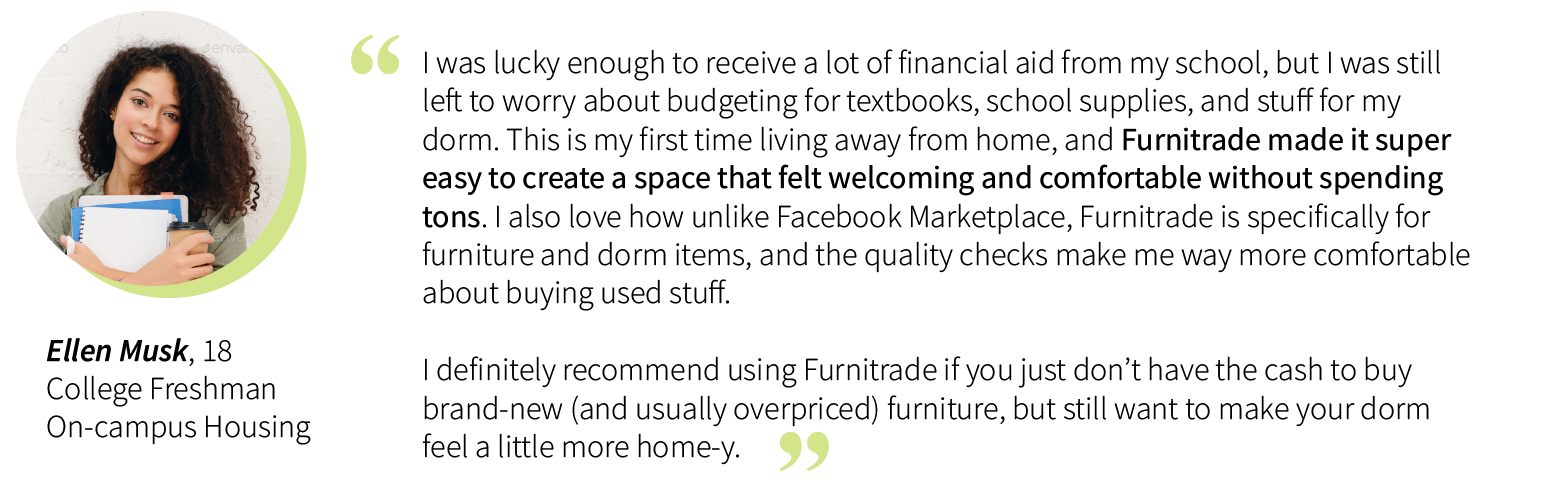 I was lucky enough to receive a lot of financial aid from my school, but I was still
left to worry about budgeting for textbooks, school supplies, and stuff for my
dorm. This is my first time living away from home, and Furnitrade made it super
easy to create a space that felt welcoming and comfortable without spending
tons. I also love how unlike Facebook Marketplace, Furnitrade is specifically for
furniture and dorm items, and the quality checks make me way more comfortable
about buying used stuff.
I definitely recommend using Furnitrade if you just don’t have the cash to buy
brand-new (and usually overpriced) furniture, but still want to make your dorm
feel a little more home-y.
Ellen Musk, 18
College Freshman
On-campus Housing